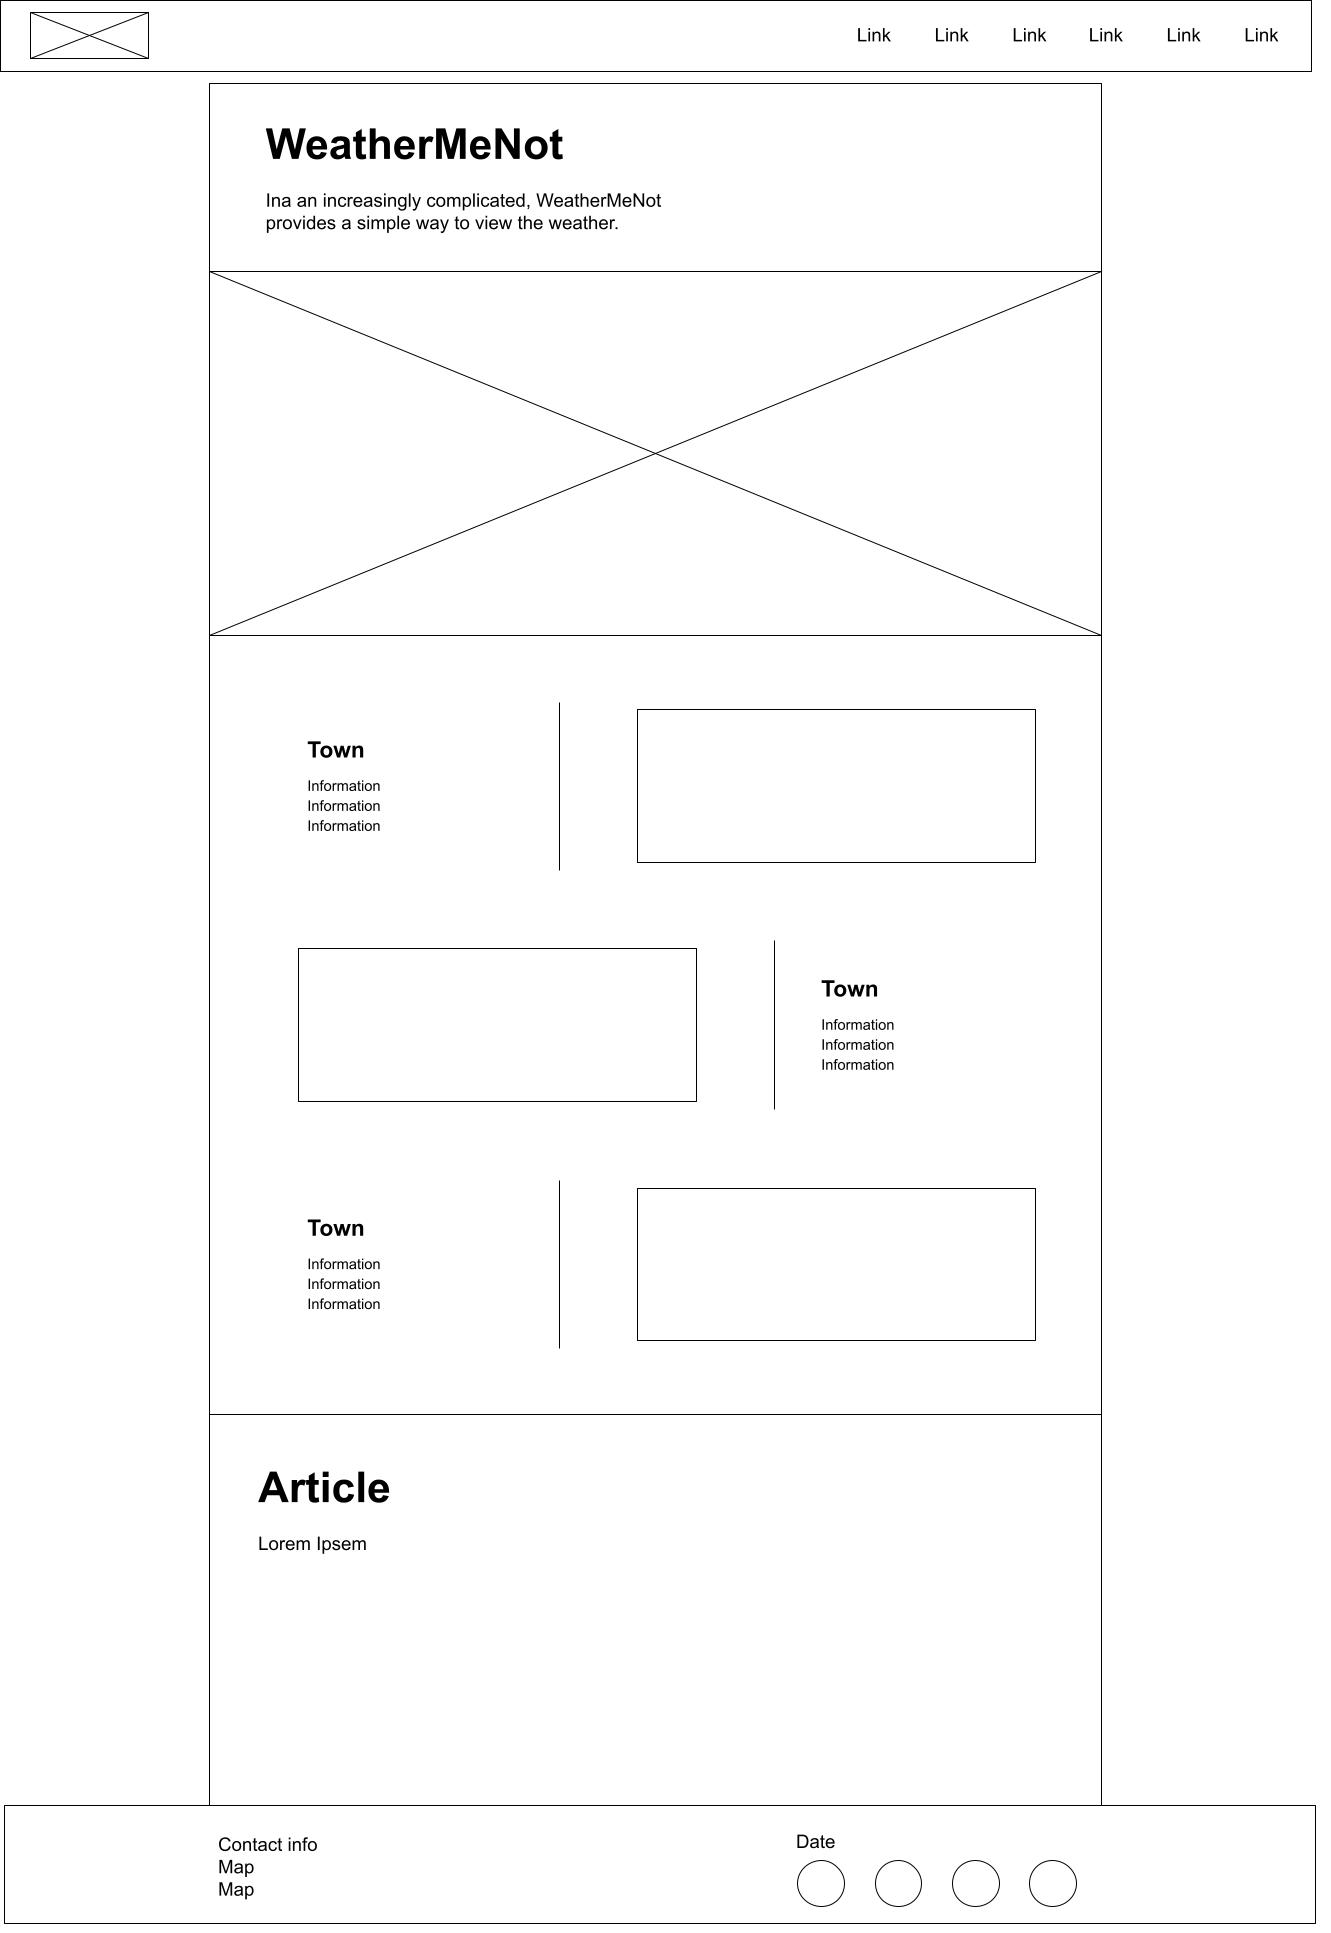 Link Link Link Link Link Link
WeatherMeNot
Ina an increasingly complicated, WeatherMeNot
provides a simple way to view the weather.
Town
Information
Information
Information
Town
Information
Information
Information
Town
Information
Information
Information
Article
Lorem Ipsem
Contact info
Map
Map
Date